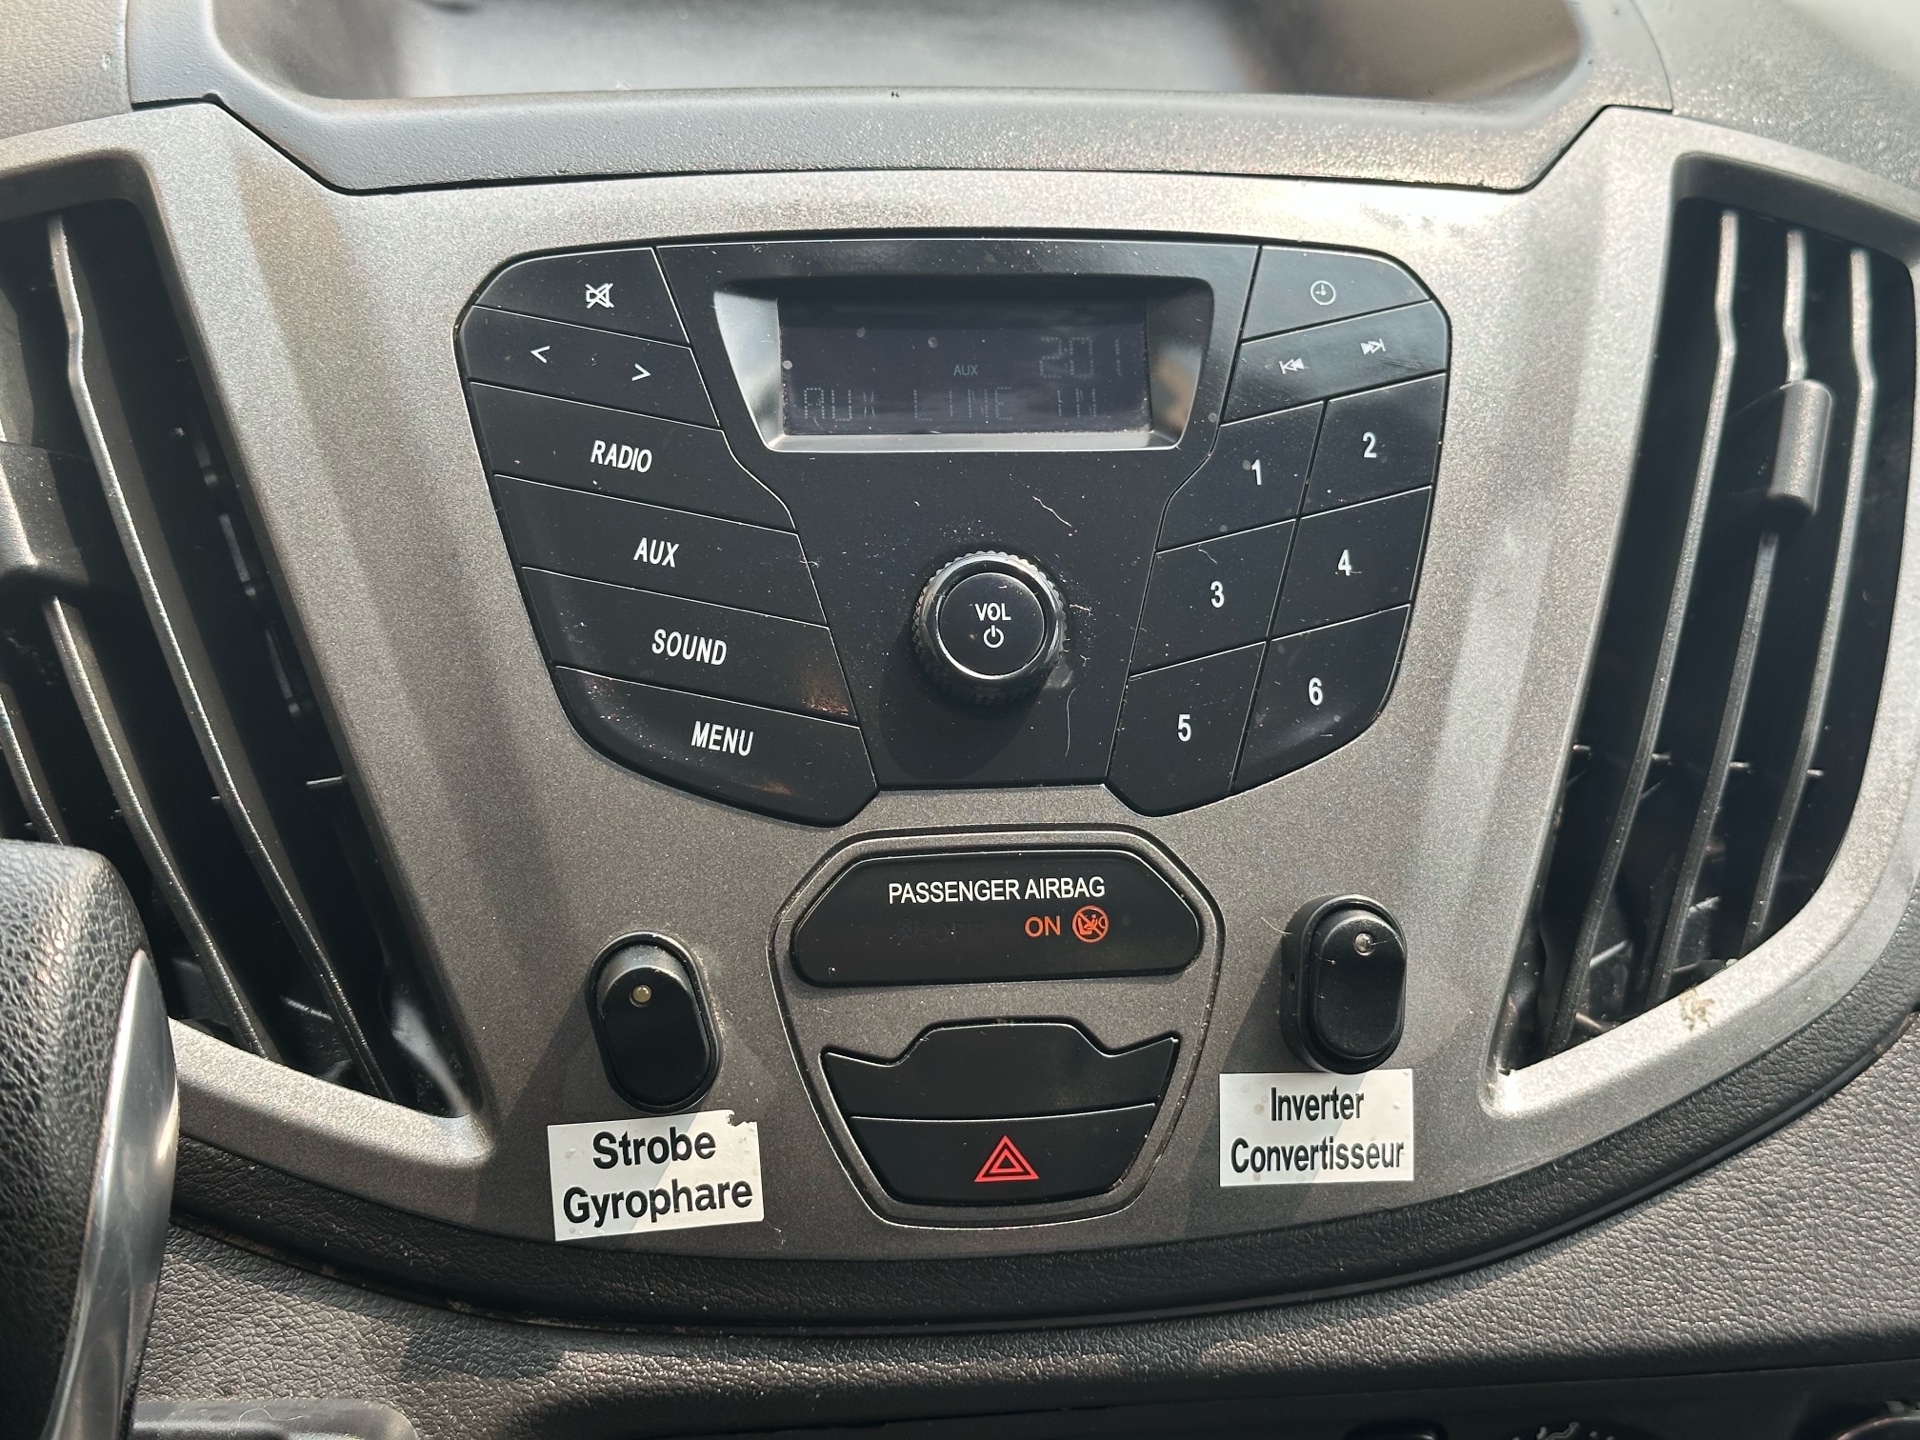 AUX
201
AUX LINE IN
RADIO
AUX
SOUND
MENU
VOL
1
2
3
4
5
6
PASSENGER AIRBAG
OFF
ON
Strobe
Gyrophare
Inverter
Convertisseur